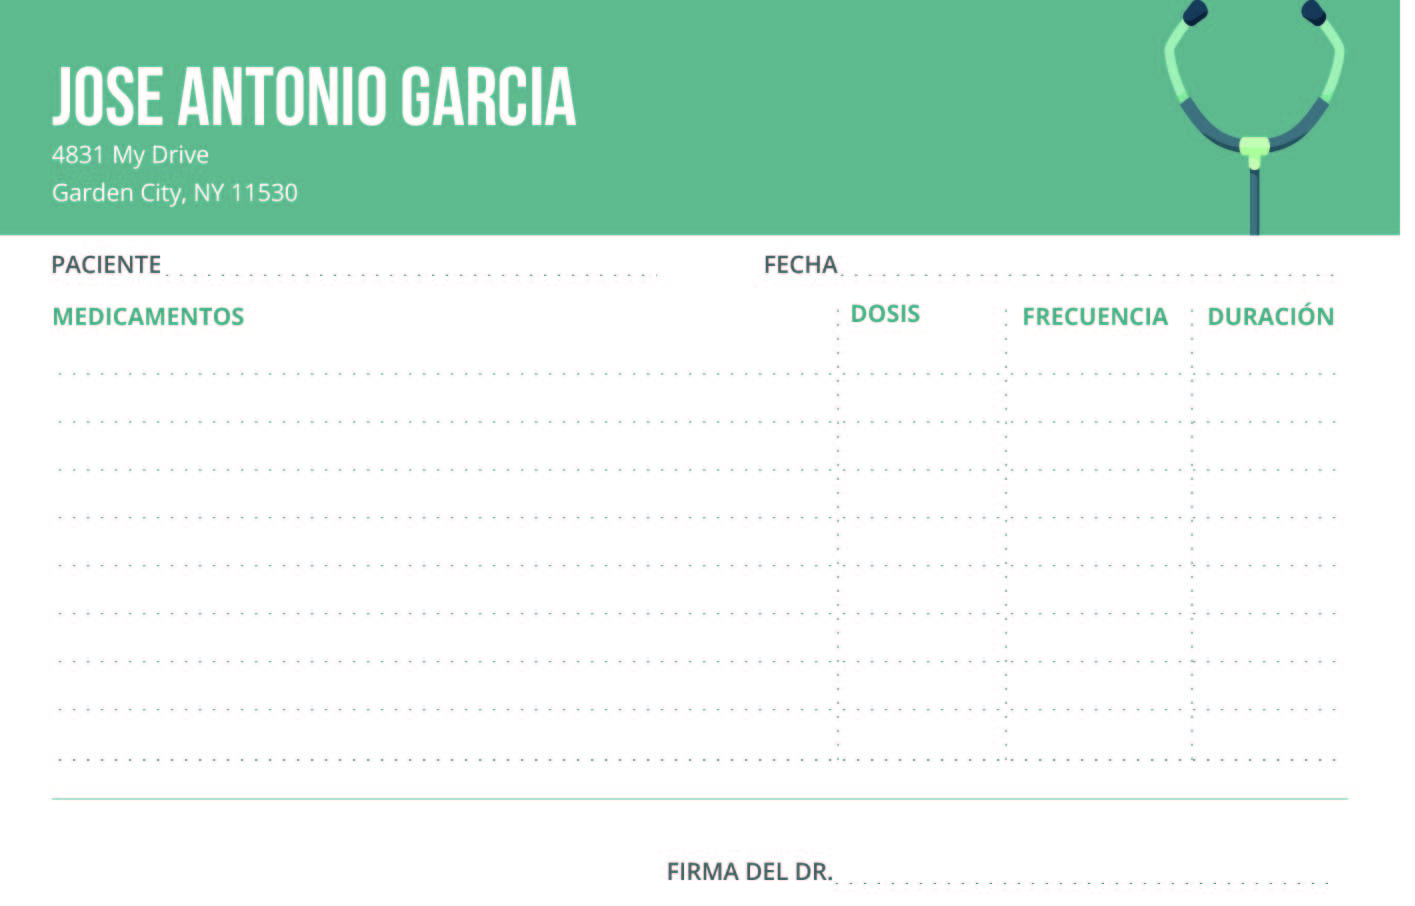 JOSE ANTONIO GARCIA
4831 My Drive
Garden City, NY 11530
PACIENTE FECHA
MEDICAMENTOS DOSIS FRECUENCIA DURACIÓN
FIRMA DEL DR.